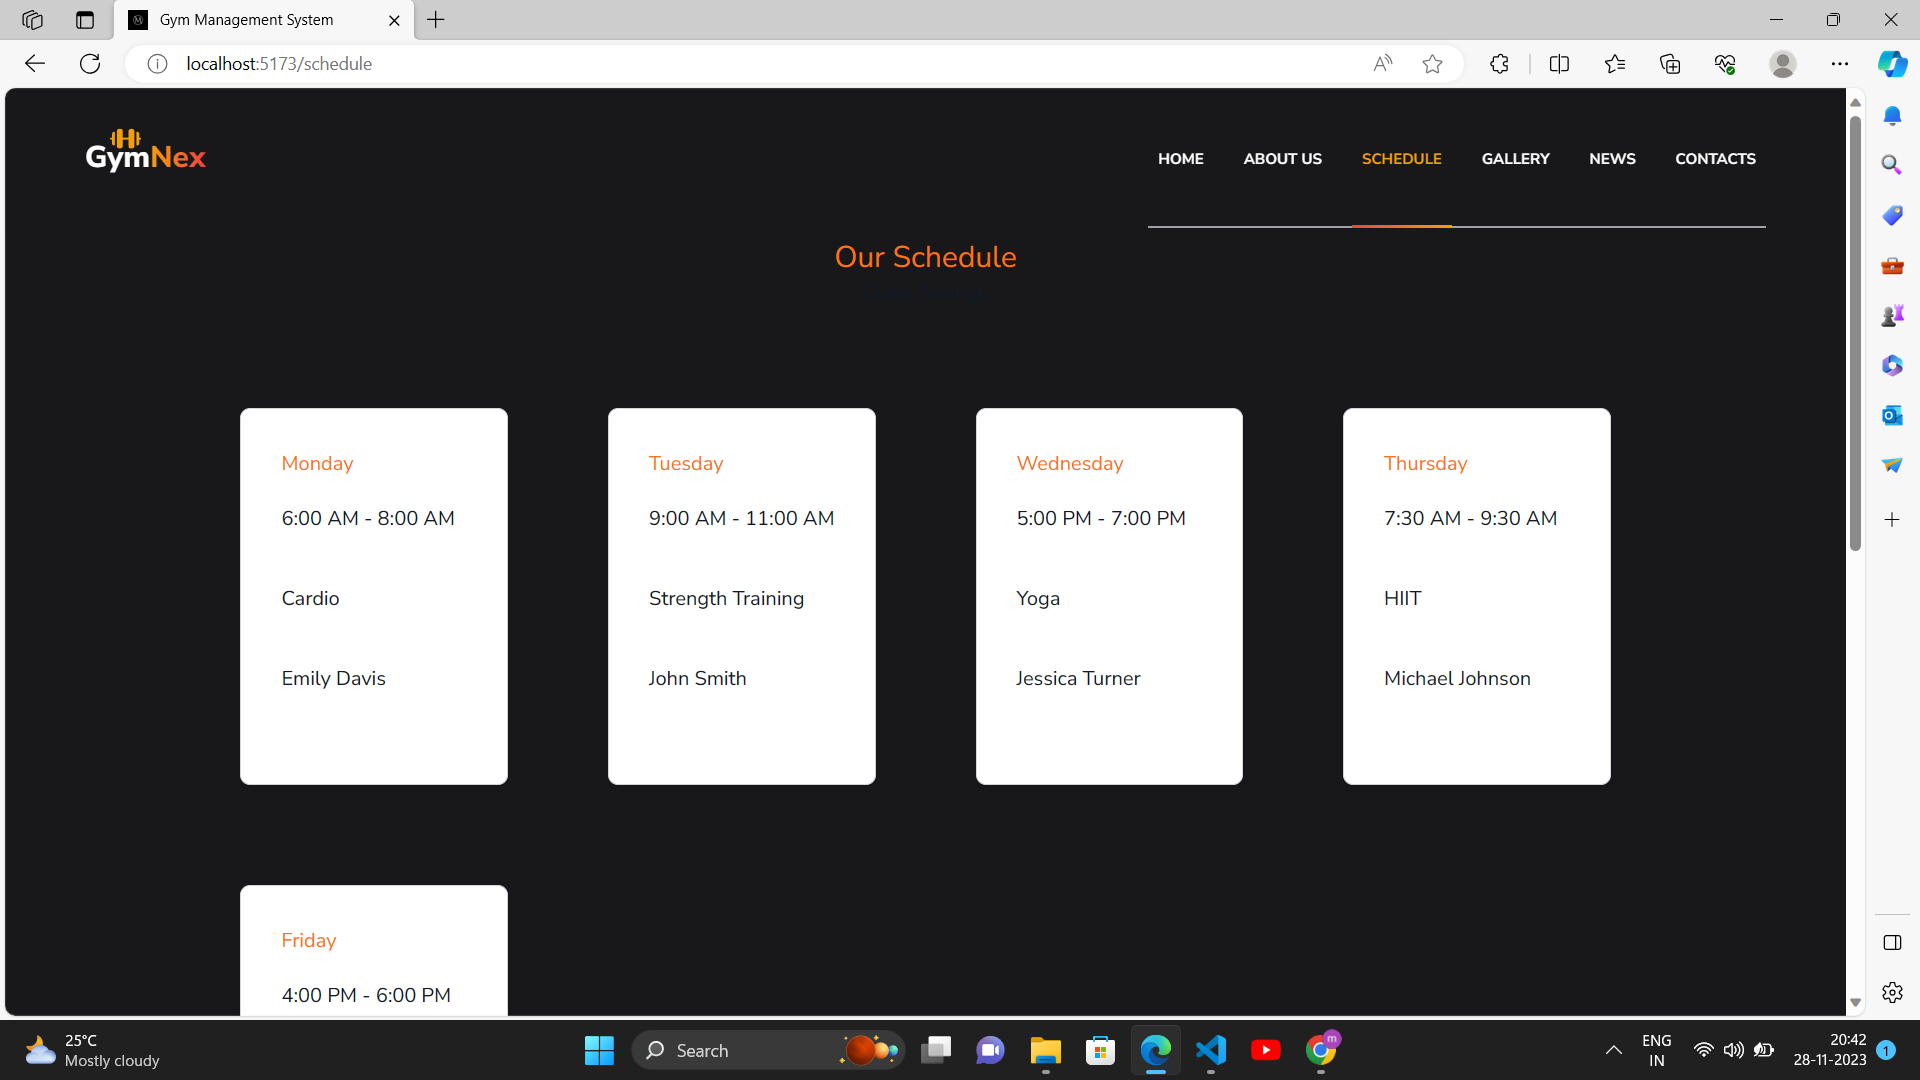 Gym Management System
localhost:5173/schedule
GymNex
HOME ABOUT US SCHEDULE GALLERY NEWS CONTACTS
Our Schedule
Monday
6:00 AM - 8:00 AM
Cardio
Emily Davis
Tuesday
9:00 AM - 11:00 AM
Strength Training
John Smith
Wednesday
5:00 PM - 7:00 PM
Yoga
Jessica Turner
Thursday
7:30 AM - 9:30 AM
HIIT
Michael Johnson
Friday
4:00 PM - 6:00 PM
25°C
Mostly cloudy
Search
m
ENG
IN
20:42
28-11-2023
1